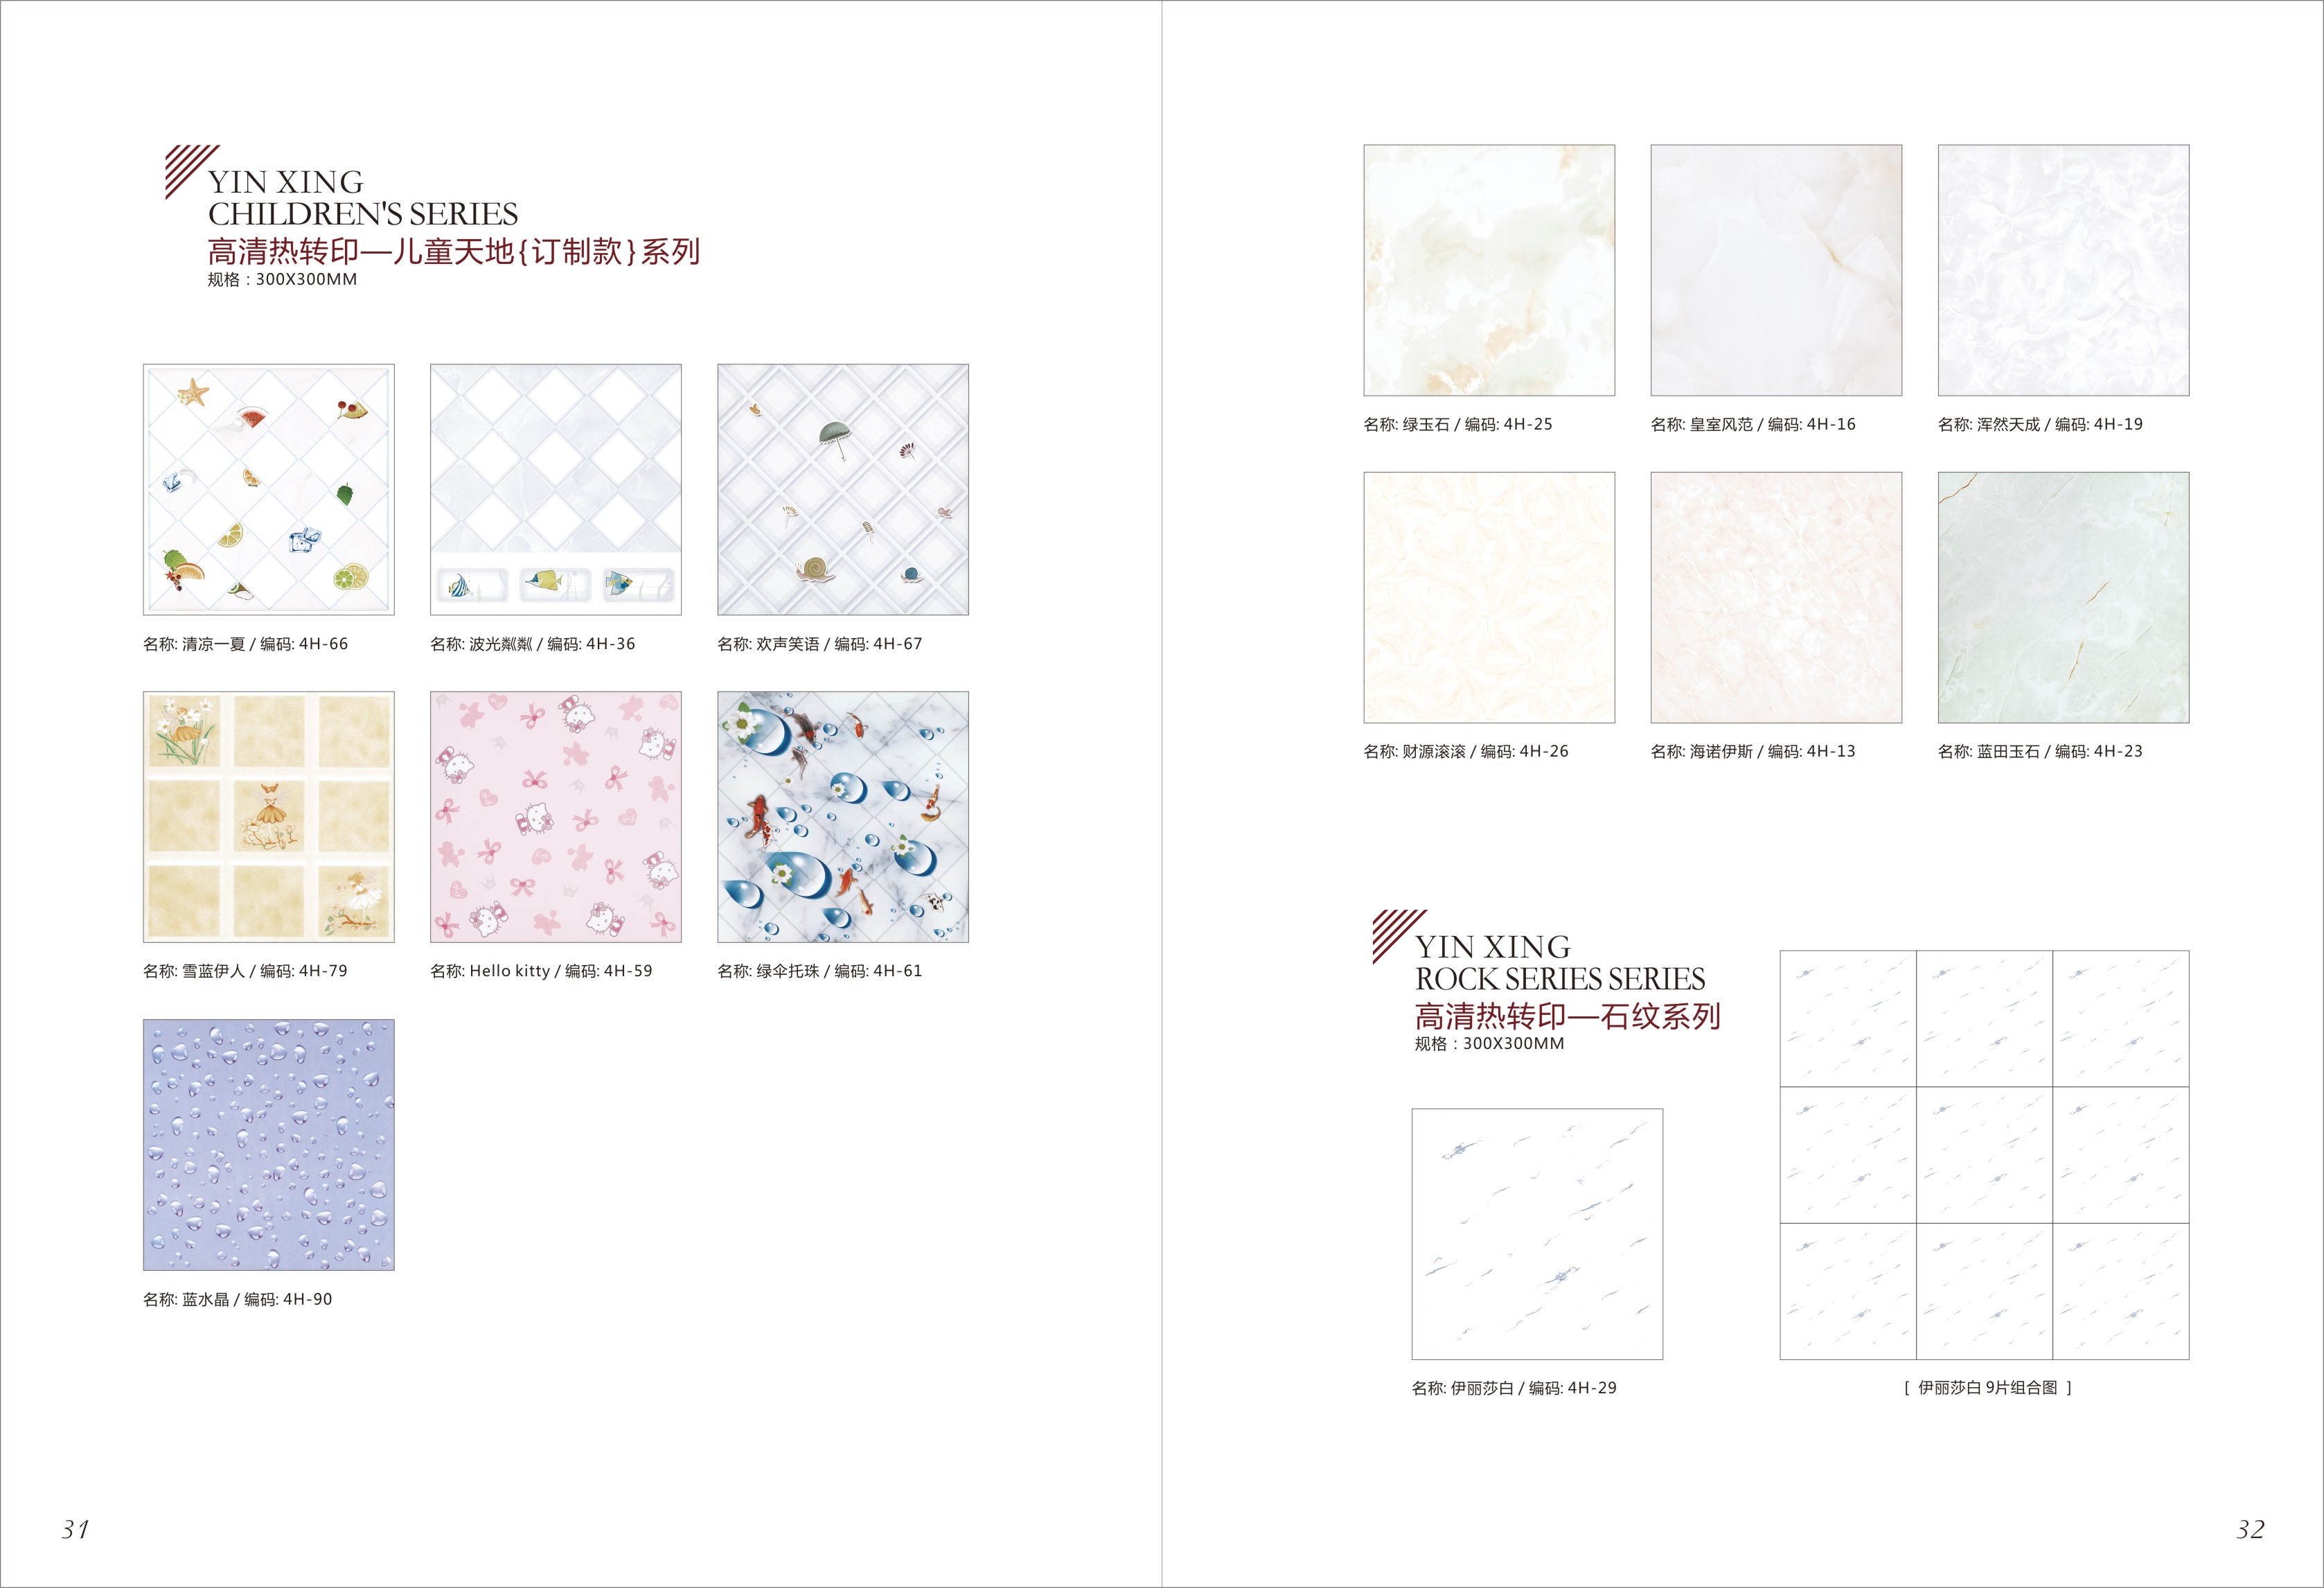 YIN XING
CHILDREN'S SERIES
高清热转印—儿童天地{订制款}系列
规格：300X300MM
名称: 清凉一夏 / 编码: 4H-66
名称: 波光粼粼 / 编码: 4H-36
名称: 欢声笑语 / 编码: 4H-67
名称: 雪蓝伊人 / 编码: 4H-79
名称: Hello kitty / 编码: 4H-59
名称: 绿伞托珠 / 编码: 4H-61
名称: 蓝水晶 / 编码: 4H-90
31
名称: 绿玉石 / 编码: 4H-25
名称: 皇室风范 / 编码: 4H-16
名称: 浑然天成 / 编码: 4H-19
名称: 财源滚滚 / 编码: 4H-26
名称: 海诺伊斯 / 编码: 4H-13
名称: 蓝田玉石 / 编码: 4H-23
YIN XING
ROCK SERIES SERIES
高清热转印—石纹系列
规格：300X300MM
名称: 伊丽莎白 / 编码: 4H-29
[ 伊丽莎白 9片组合图 ]
32